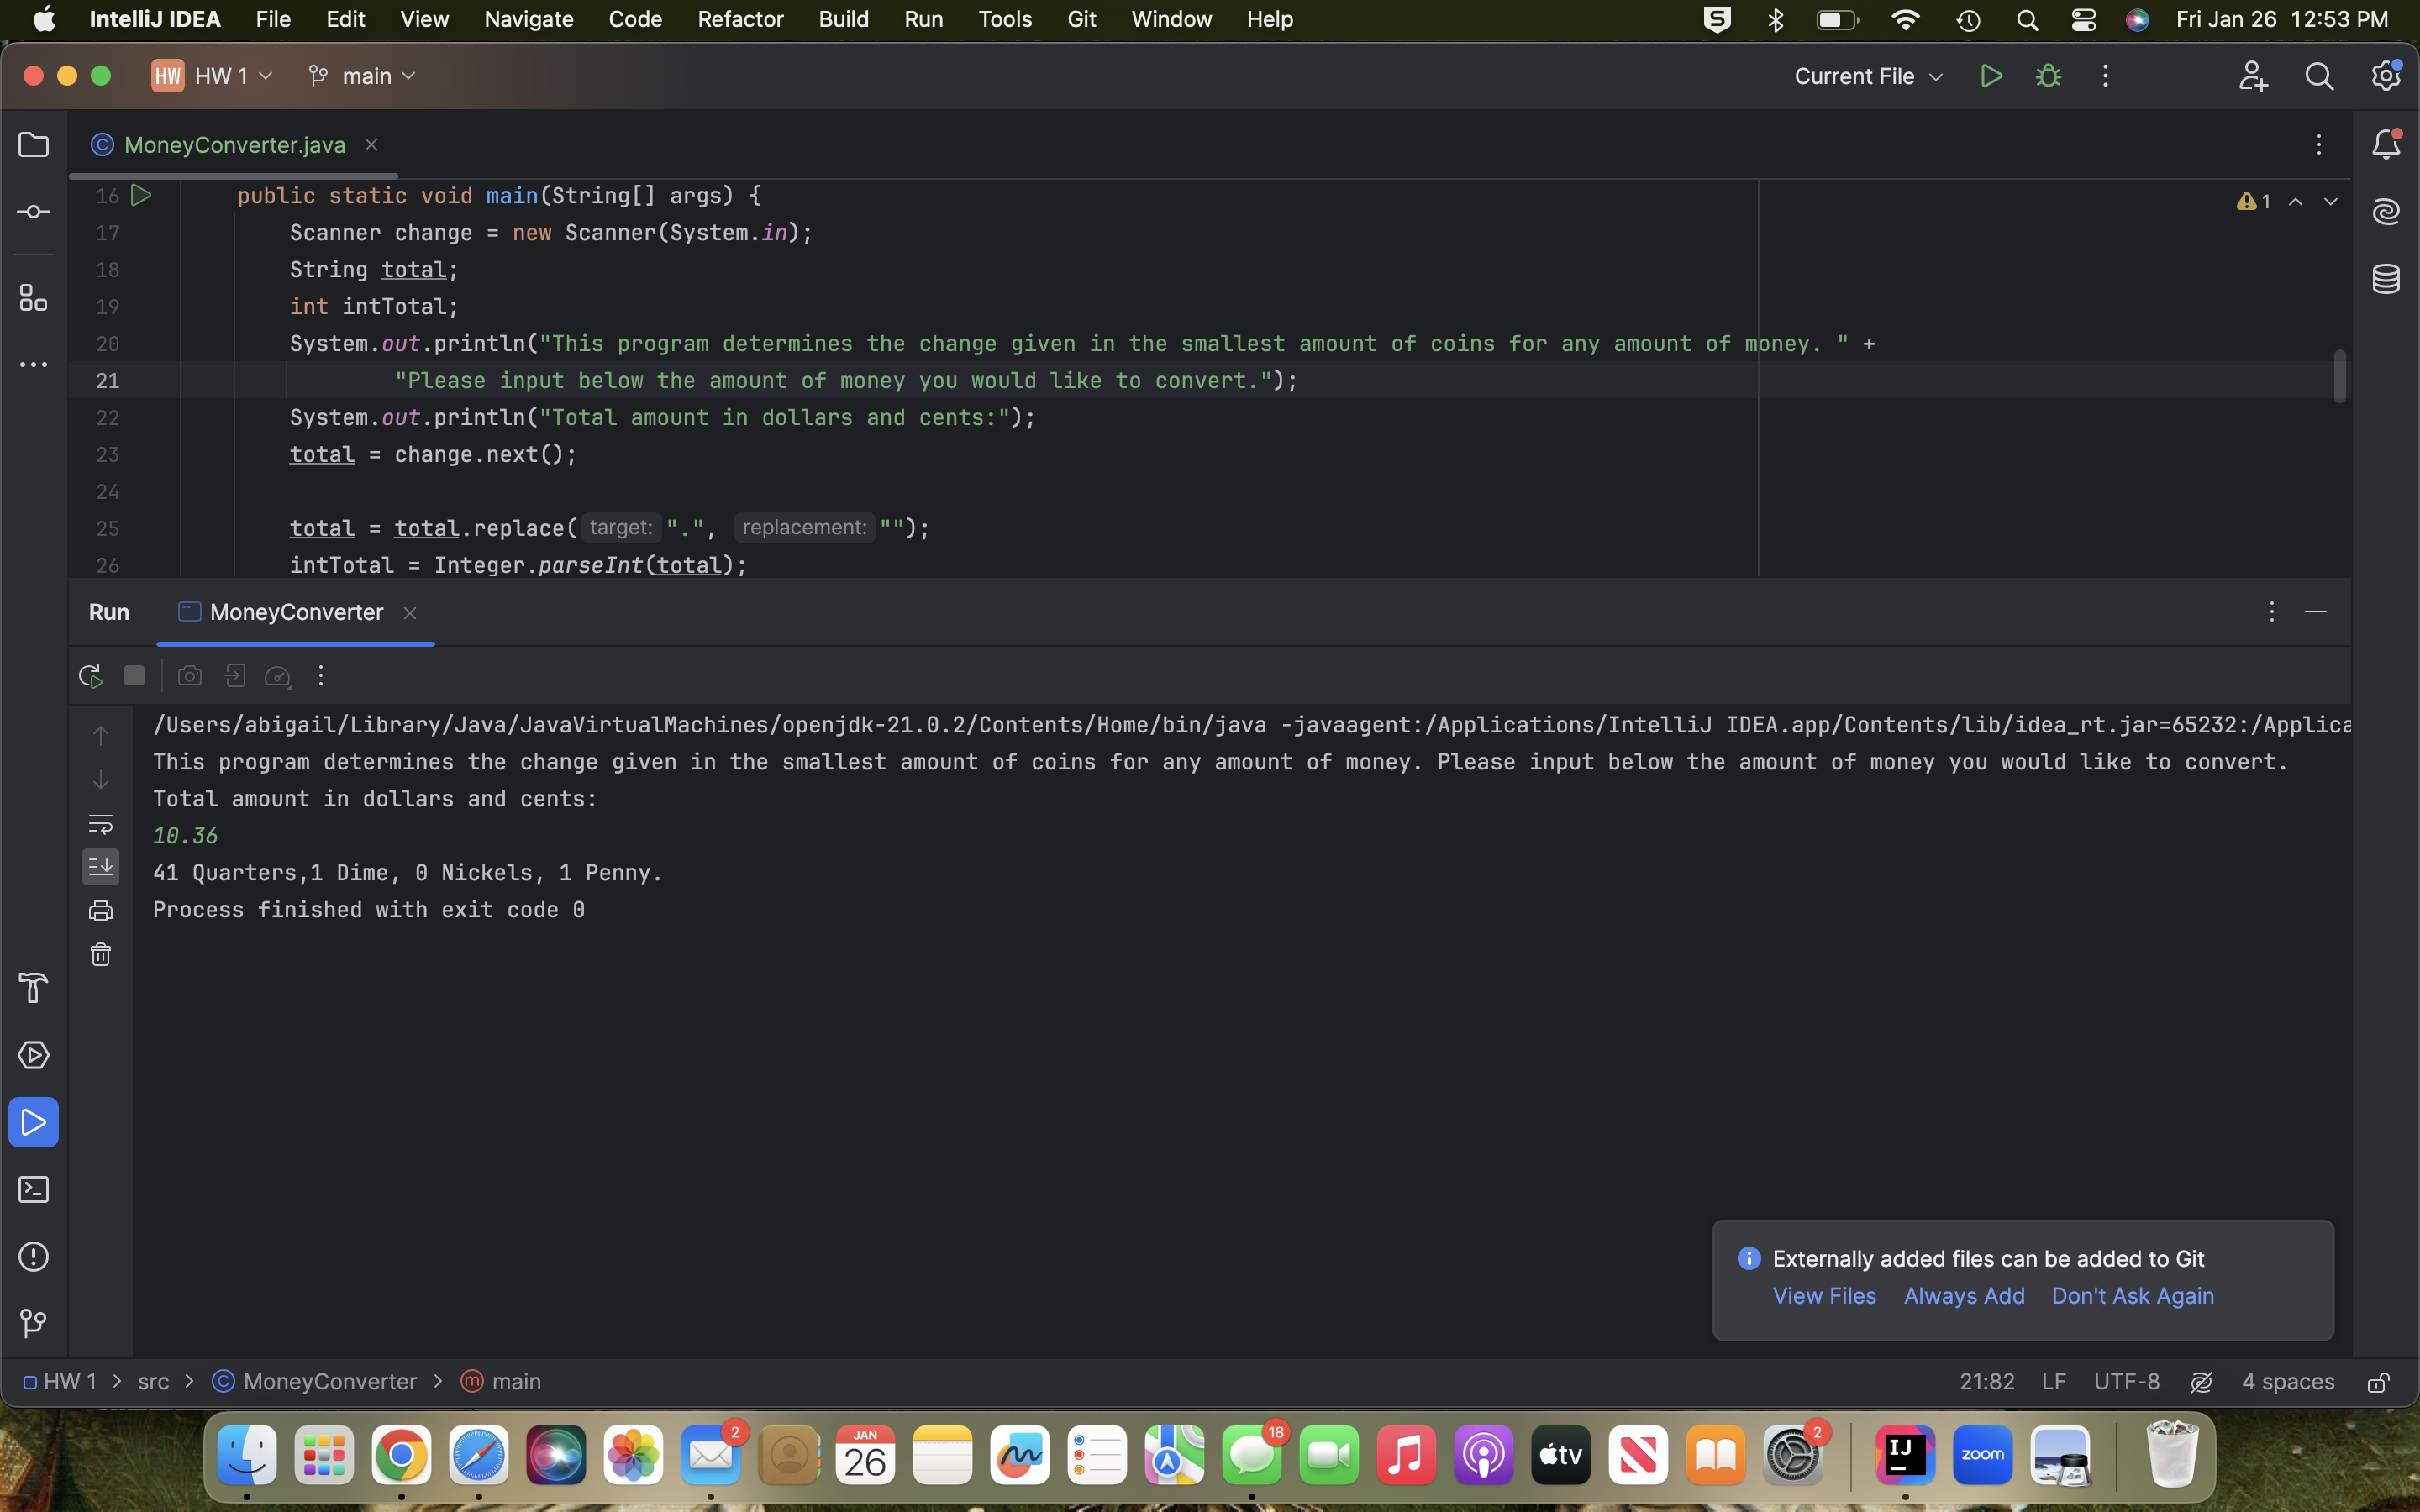 IntelliJ IDEA File Edit View Navigate Code Refactor Build Run Tools Git Window Help Fri Jan 26 12:53 PM
HW HW 1 main Current File
MoneyConverter.java
16 public static void main(String[] args) {
1
17 Scanner change = new Scanner(System.in);
18 String total;
19 int intTotal;
20 System.out.println("This program determines the change given in the smallest amount of coins for any amount of money. " +
21 "Please input below the amount of money you would like to convert.");
22 System.out.println("Total amount in dollars and cents:");
23 total = change.next();
24
25 total = total.replace( target: ".", replacement: "");
26 intTotal = Integer.parseInt(total);
Run MoneyConverter
/Users/abigail/Library/Java/JavaVirtualMachines/openjdk-21.0.2/Contents/Home/bin/java -javaagent:/Applications/IntelliJ IDEA.app/Contents/lib/idea_rt.jar=65232:/Applica
This program determines the change given in the smallest amount of coins for any amount of money. Please input below the amount of money you would like to convert.
Total amount in dollars and cents:
10.36
41 Quarters,1 Dime, 0 Nickels, 1 Penny.
Process finished with exit code 0
Externally added files can be added to Git
View Files Always Add Don't Ask Again
HW 1 > src > MoneyConverter > main 21:82 LF UTF-8 4 spaces
2 JAN 26 18 tv 2 IJ zoom